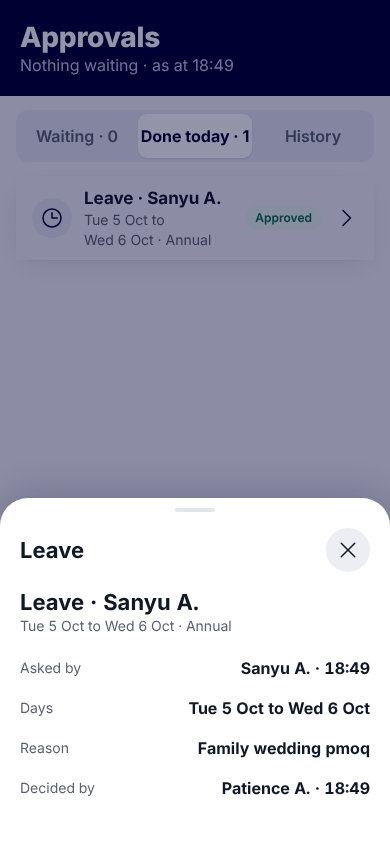 Approvals
Nothing waiting · as at 18:49
Waiting · 0
Done today · 1
History
Leave · Sanyu A.
Tue 5 Oct to
Wed 6 Oct · Annual
Approved
Leave
Leave · Sanyu A.
Tue 5 Oct to Wed 6 Oct · Annual
Asked by Sanyu A. · 18:49
Days Tue 5 Oct to Wed 6 Oct
Reason Family wedding pmoq
Decided by Patience A. · 18:49